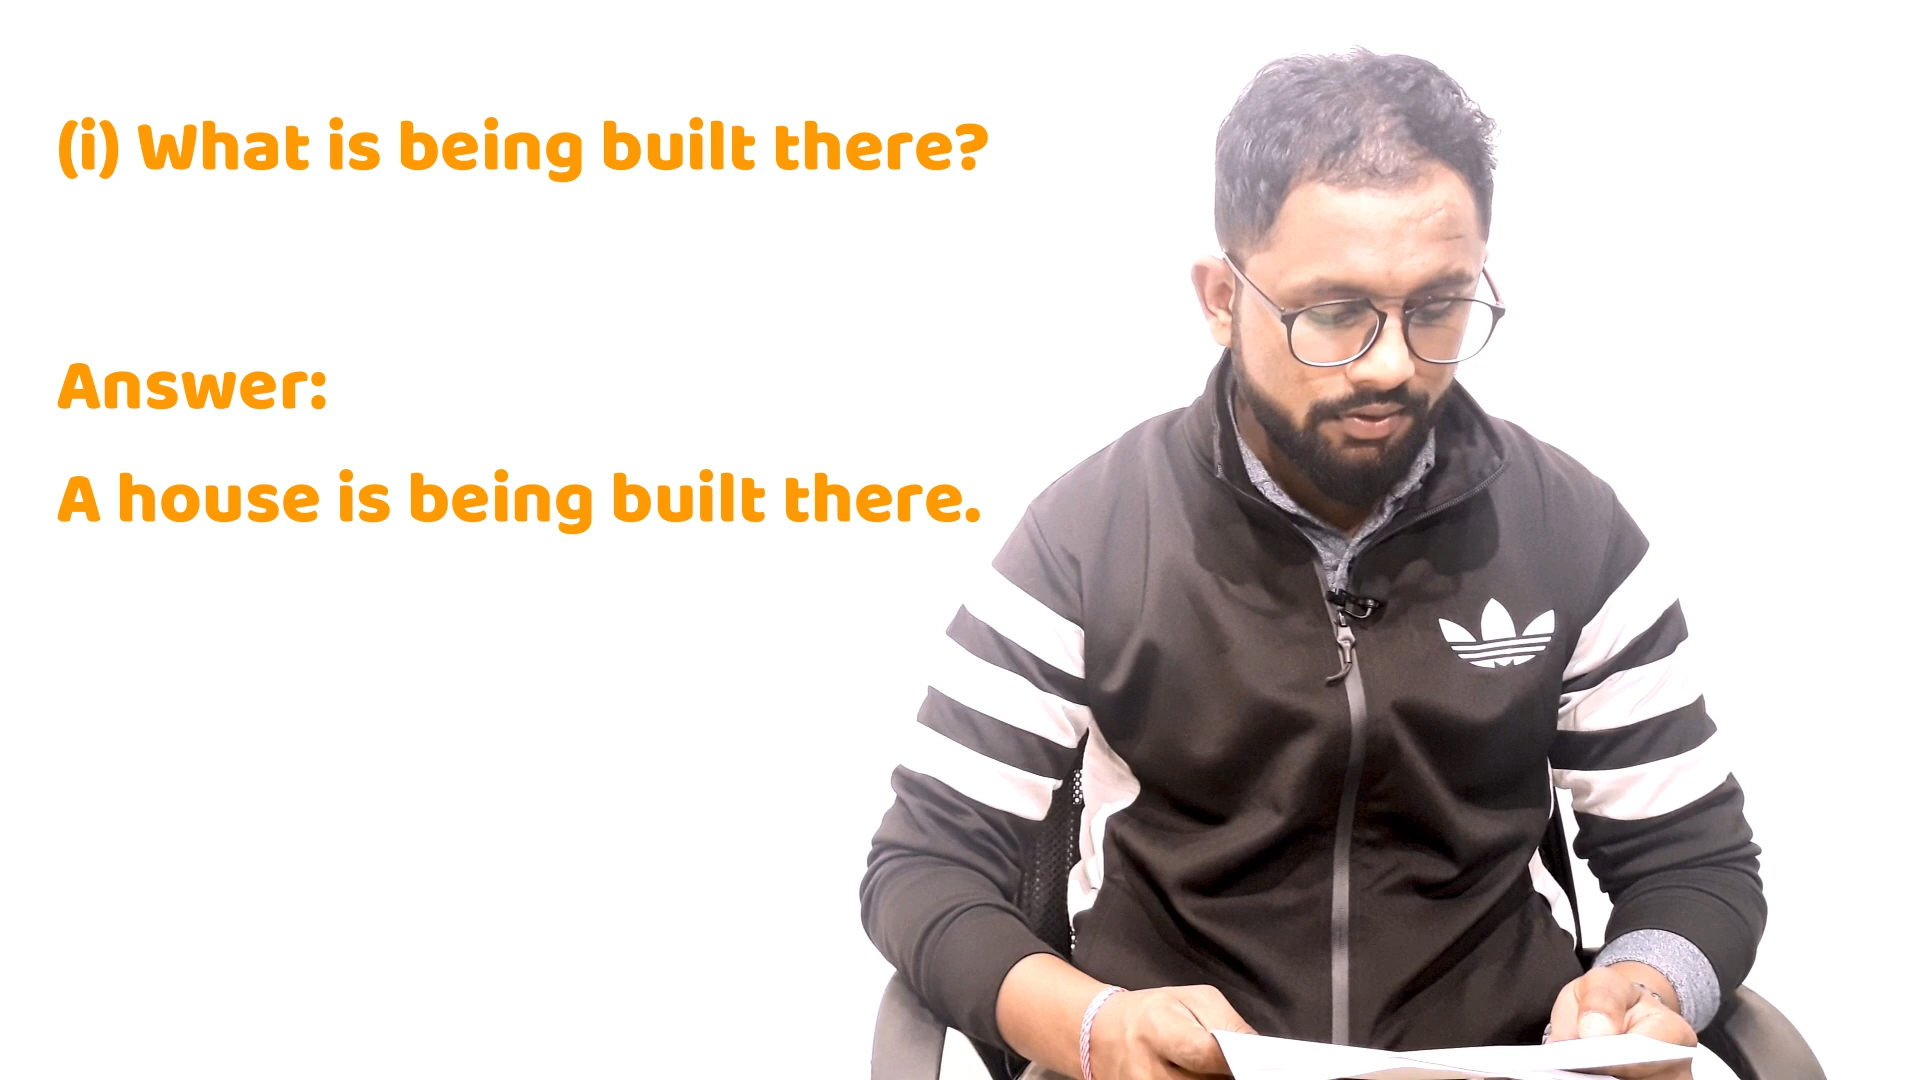 (i) What is being built there?
Answer:
A house is being built there.